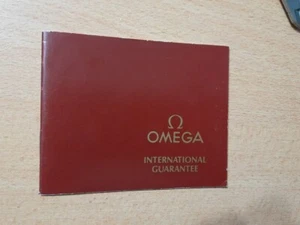 Ω
OMEGA
INTERNATIONAL
GUARANTEE